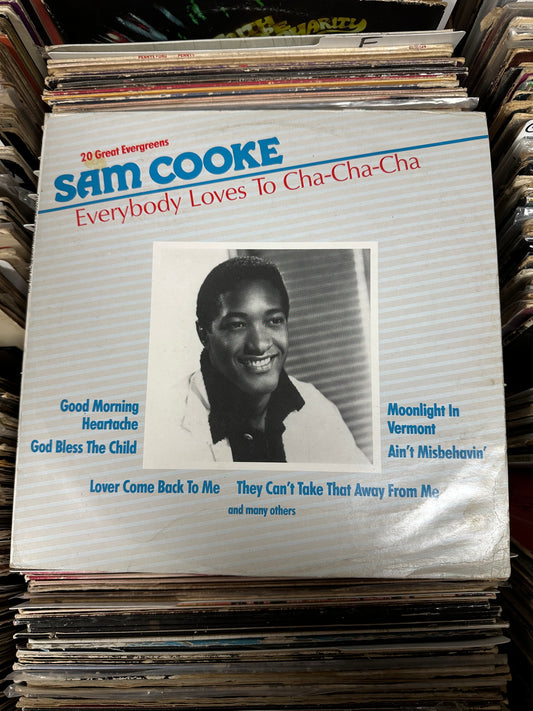 20 Great Evergreens
SAM COOKE
Everybody Loves To Cha-Cha-Cha
Good Morning
Heartache
God Bless The Child
Moonlight In
Vermont
Ain't Misbehavin'
Lover Come Back To Me They Can't Take That Away From Me
and many others